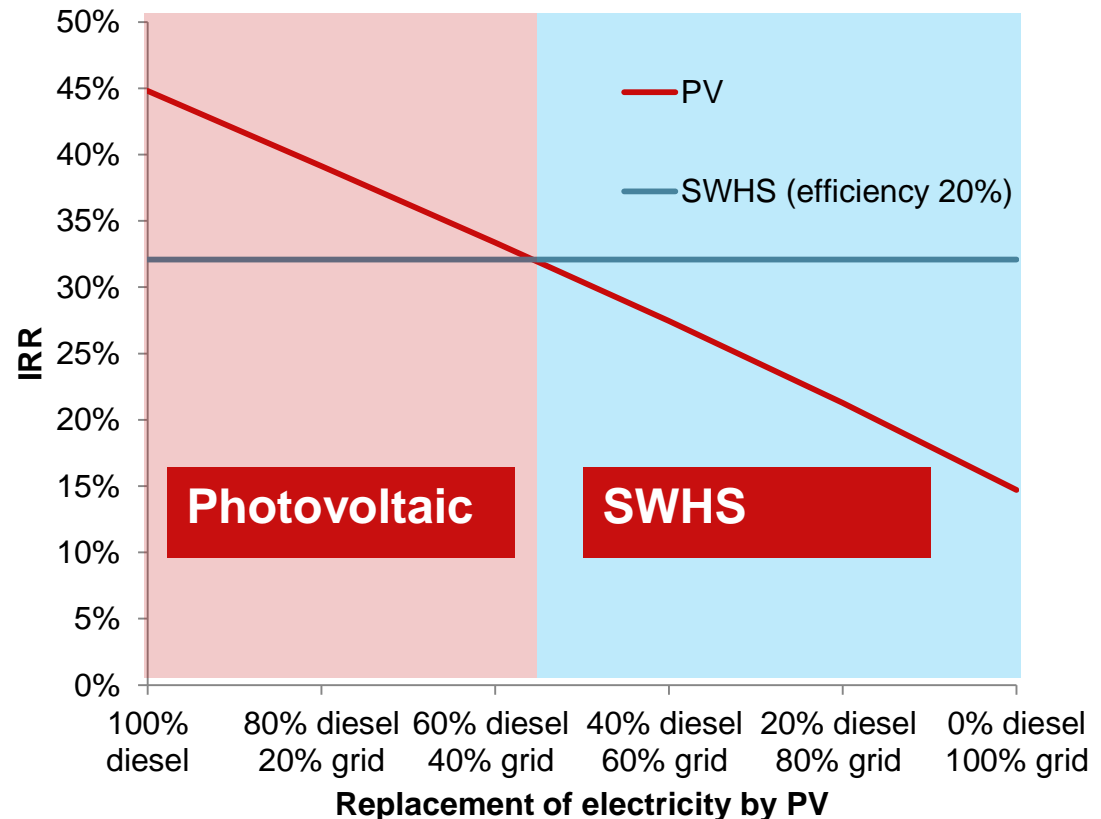 50%
45%
40%
35%
30%
25%
20%
15%
10%
5%
0%
IRR
PV
SWHS (efficiency 20%)
Photovoltaic
SWHS
100%
diesel
80% diesel
20% grid
60% diesel
40% grid
40% diesel
60% grid
20% diesel
80% grid
0% diesel
100% grid
Replacement of electricity by PV